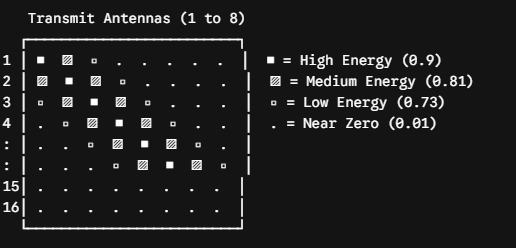 Transmit Antennas (1 to 8)
1 ▪ ▨ ▫ . . . . . ▪ = High Energy (0.9)
2 ▨ ▪ ▨ ▫ . . . . ▨ = Medium Energy (0.81)
3 ▫ ▨ ▪ ▨ ▫ . . . ▫ = Low Energy (0.73)
4 . ▫ ▨ ▪ ▨ ▫ . . . = Near Zero (0.01)
: . . ▫ ▨ ▪ ▨ ▫ .
: . . . ▫ ▨ ▪ ▨ ▫
15 . . . . . . . .
16 . . . . . . . .